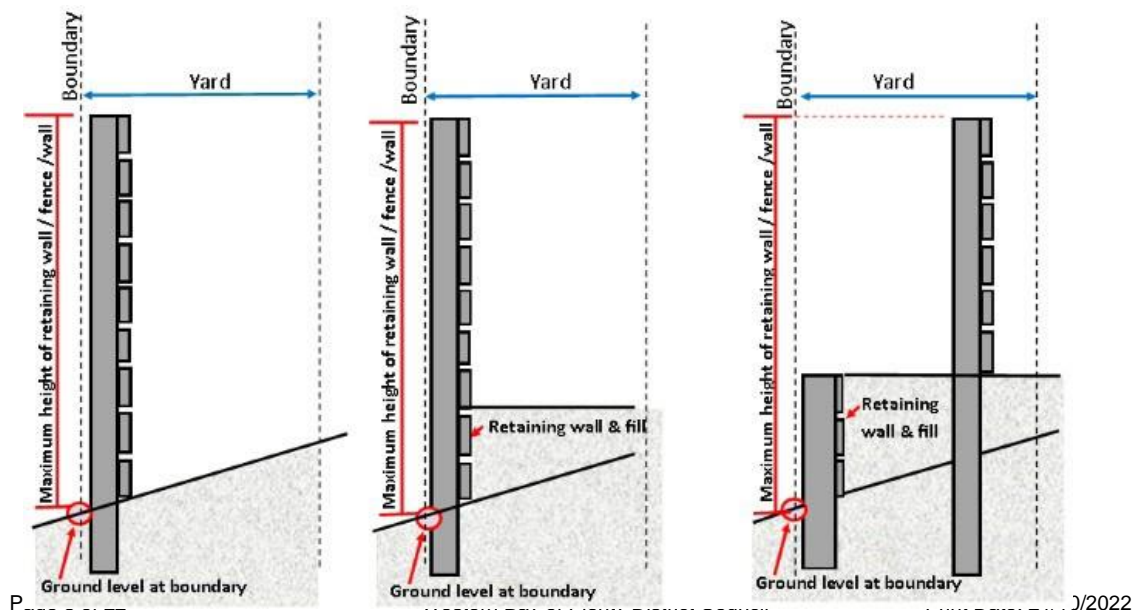 Boundary
Yard
Maximum height of retaining wall / fence /wall
Ground level at boundary
Boundary
Yard
Maximum height of retaining wall / fence/ wall
Retaining wall & fill
Ground level at boundary
Boundary
Yard
Maximum height of retaining wall / fence /wall
Retaining
wall & fill
Ground level at boundary
0/2022